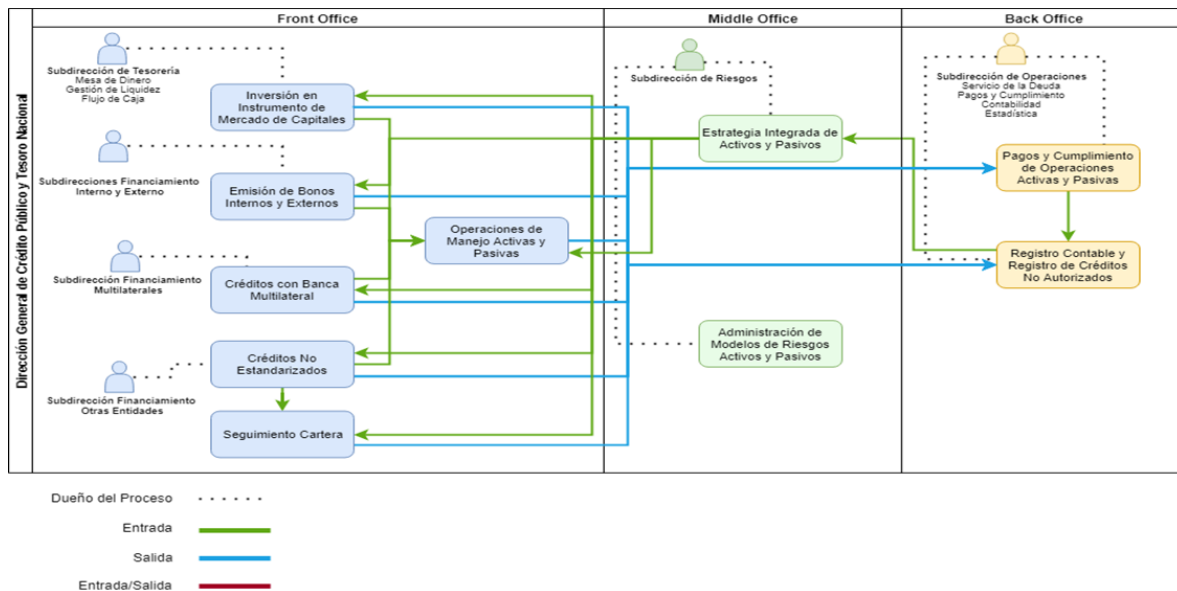 Front Office
Middle Office
Back Office
Dirección General de Crédito Público y Tesoro Nacional
Subdirección de Tesorería
Mesa de Dinero
Gestión de Liquidez
Flujo de Caja
Inversión en
Instrumento de
Mercado de Capitales
Subdirecciones Financiamiento
Interno y Externo
Emisión de Bonos
Internos y Externos
Operaciones de
Manejo Activas y
Pasivas
Subdirección Financiamiento
Multilaterales
Créditos con Banca
Multilateral
Créditos No
Estandarizados
Subdirección Financiamiento
Otras Entidades
Seguimiento Cartera
Subdirección de Riesgos
Estrategia Integrada de
Activos y Pasivos
Administración de
Modelos de Riesgos
Activos y Pasivos
Subdirección de Operaciones
Servicio de la Deuda
Pagos y Cumplimiento
Contabilidad
Estadística
Pagos y Cumplimiento
de Operaciones
Activas y Pasivas
Registro Contable y
Registro de Créditos
No Autorizados
Dueño del Proceso
Entrada
Salida
Entrada/Salida